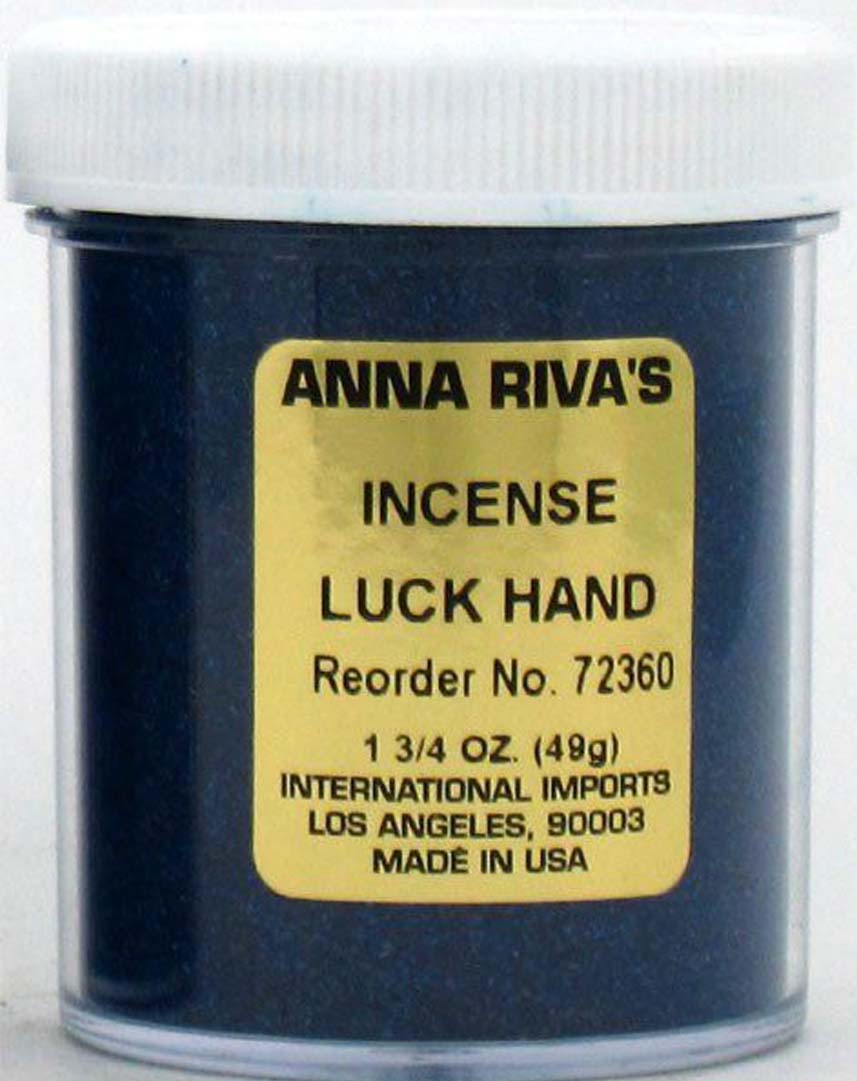 ANNA RIVA'S
INCENSE
LUCK HAND
Reorder No. 72360
1 3/4 OZ. (49g)
INTERNATIONAL IMPORTS
LOS ANGELES, 90003
MADE IN USA